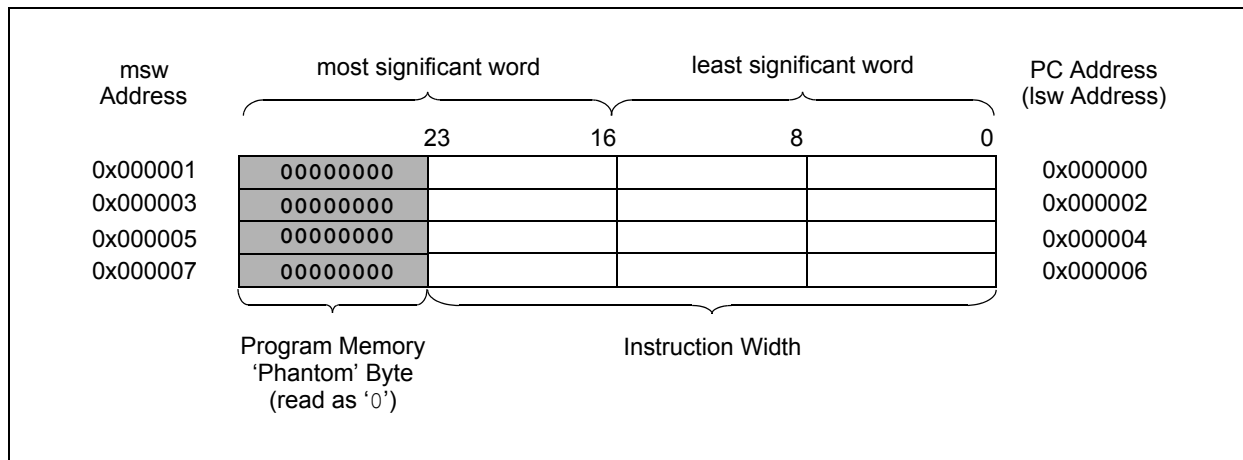 msw
Address
most significant word
least significant word
PC Address
(lsw Address)
23 16 8 0
0x000001 00000000 0x000000
0x000003 00000000 0x000002
0x000005 00000000 0x000004
0x000007 00000000 0x000006
Program Memory
‘Phantom’ Byte
(read as ‘0’)
Instruction Width